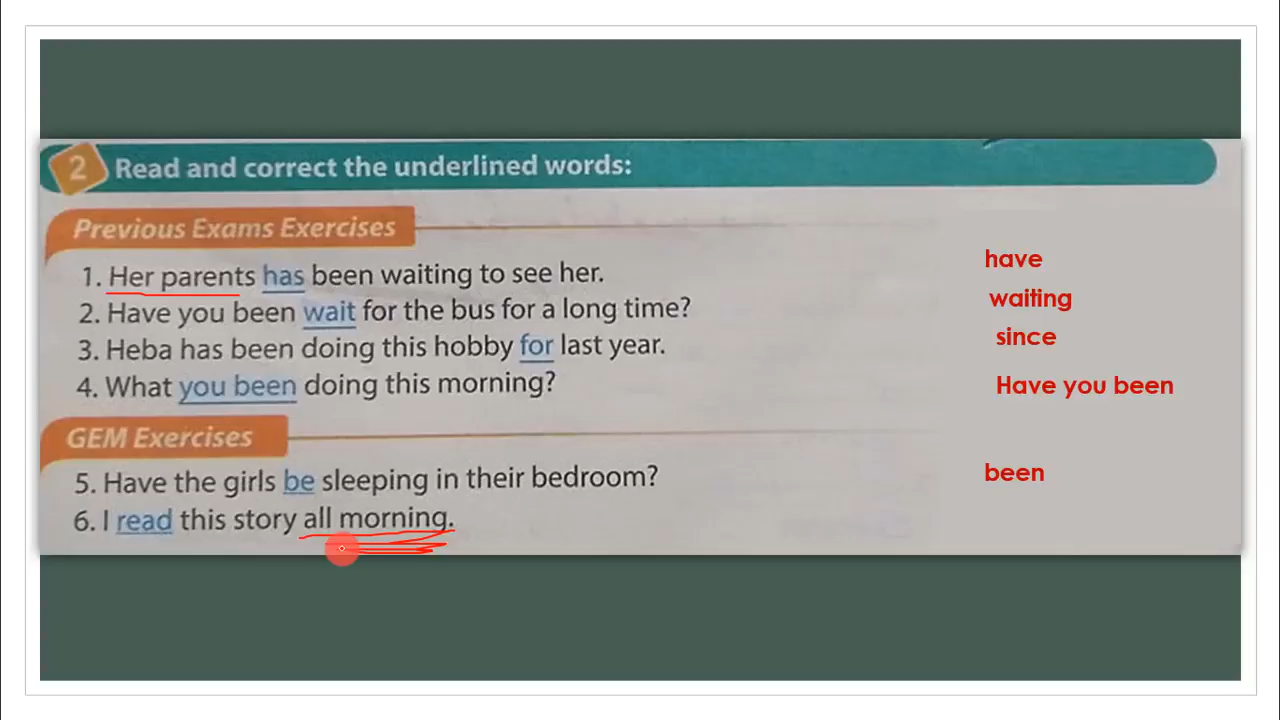 2 Read and correct the underlined words:
Previous Exams Exercises
1. Her parents has been waiting to see her.
have
2. Have you been wait for the bus for a long time?
waiting
3. Heba has been doing this hobby for last year.
since
4. What you been doing this morning?
Have you been
GEM Exercises
5. Have the girls be sleeping in their bedroom?
been
6. I read this story all morning.